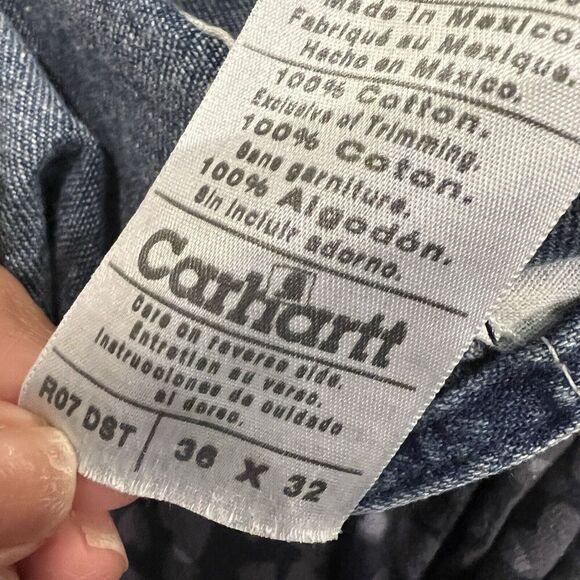 Made in Mexico.
Fabriqué au Mexique.
Hecho en México.
100% Cotton.
Exclusive of Trimming.
100% Coton.
Sans garniture.
100% Algodón.
Sin incluir adorno.
Carhartt
Care on reverse side.
Entretien au verso.
Instrucciones de cuidado
al dorso.
R07 DST 36 X 32